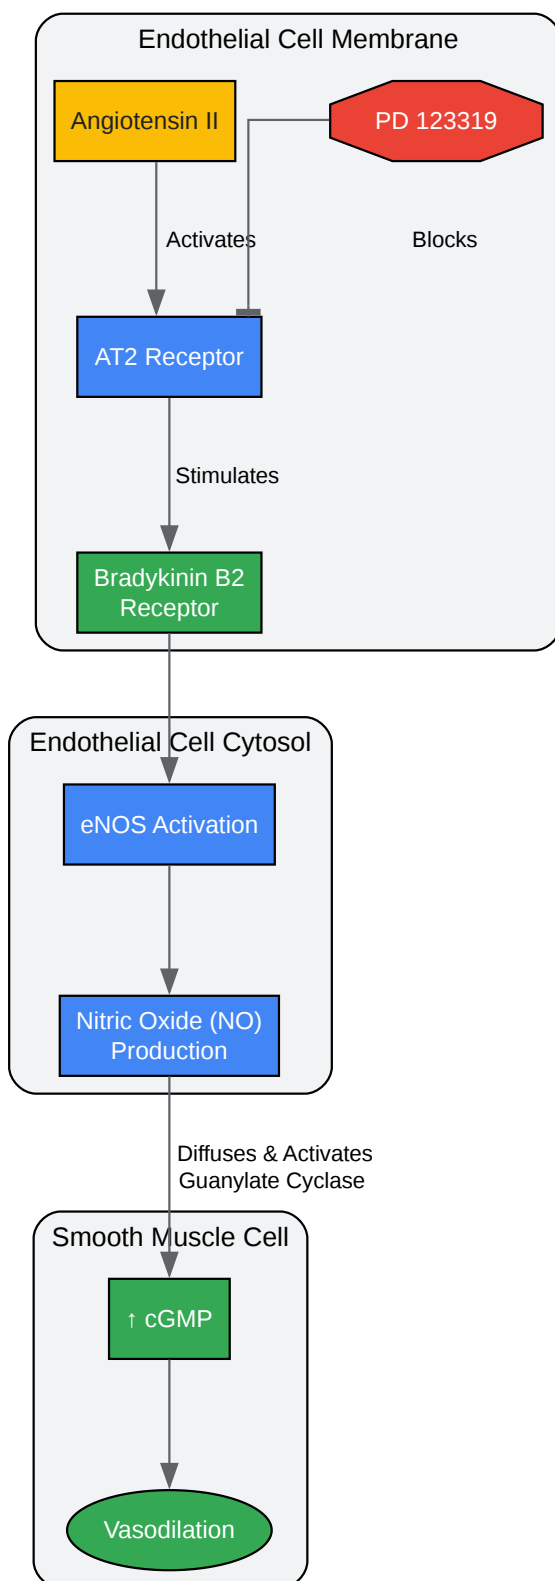 Endothelial Cell Membrane
Angiotensin II
PD 123319
Activates
Blocks
AT2 Receptor
Stimulates
Bradykinin B2
Receptor
Endothelial Cell Cytosol
eNOS Activation
Nitric Oxide (NO)
Production
Diffuses & Activates
Guanylate Cyclase
Smooth Muscle Cell
↑ cGMP
Vasodilation